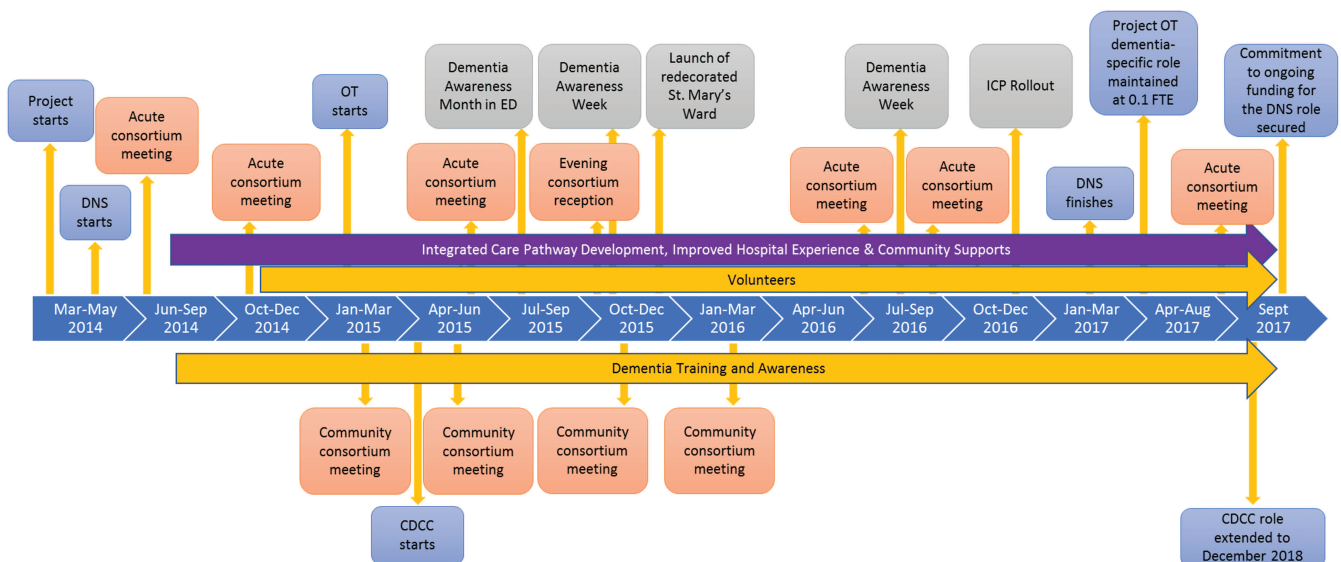 Project
starts
DNS
starts
Acute
consortium
meeting
Acute
consortium
meeting
OT
starts
Dementia
Awareness
Month in ED
Acute
consortium
meeting
Dementia
Awareness
Week
Evening
consortium
reception
Launch of
redecorated
St. Mary's
Ward
Acute
consortium
meeting
Dementia
Awareness
Week
Acute
consortium
meeting
ICP Rollout
DNS
finishes
Project OT
dementia-
specific role
maintained
at 0.1 FTE
Acute
consortium
meeting
Commitment
to ongoing
funding for
the DNS role
secured
Integrated Care Pathway Development, Improved Hospital Experience & Community Supports
Volunteers
Mar-May
2014
Jun-Sep
2014
Oct-Dec
2014
Jan-Mar
2015
Apr-Jun
2015
Jul-Sep
2015
Oct-Dec
2015
Jan-Mar
2016
Apr-Jun
2016
Jul-Sep
2016
Oct-Dec
2016
Jan-Mar
2017
Apr-Aug
2017
Sept
2017
Dementia Training and Awareness
Community
consortium
meeting
CDCC
starts
Community
consortium
meeting
Community
consortium
meeting
Community
consortium
meeting
CDCC role
extended to
December 2018